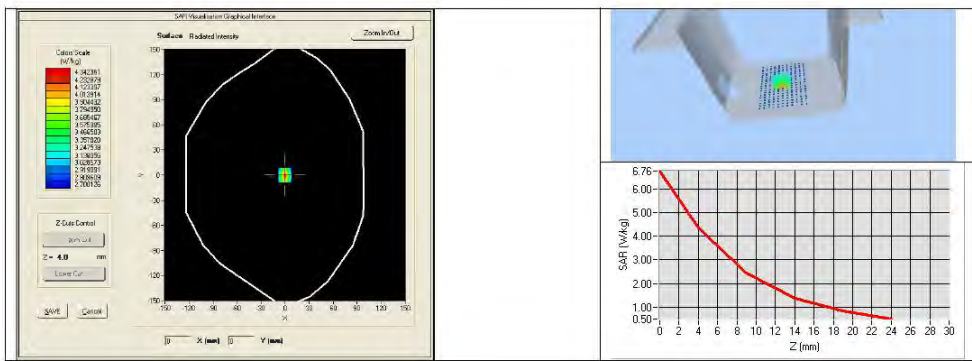 SAR Visualisation Graphical Interface
Surface Radiated Intensity
Zoom In/Out
Colors Scale
(W/kg)
4.342361
4.232879
4.123397
4.013914
3.904432
3.794950
3.685467
3.575985
3.466503
3.357020
3.247538
3.138056
3.028573
2.919091
2.809609
2.700126
Z-Cuts Control
Z = 4.0 mm
SAVE Cancel
150
120
90
60
30
0
-30
-60
-90
-120
-150
-150 -120 -90 -60 -30 0 30 60 90 120 150
X
Y
0 X (mm) 0 Y (mm)
SAR (W/kg)
6.76
6.00
5.00
4.00
3.00
2.00
1.00
0.50
0 2 4 6 8 10 12 14 16 18 20 22 24 26 28 30
Z (mm)